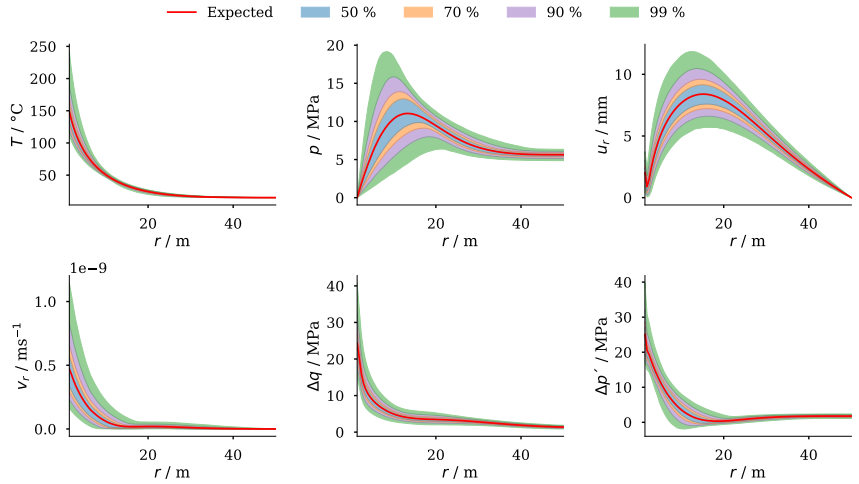 Expected 50 % 70 % 90 % 99 %
250
200
150
100
50
T / °C
20 40
r / m
20
15
10
5
0
p / MPa
0 20 40
r / m
10
5
0
u_r / mm
20 40
r / m
1e−9
1.0
0.5
0.0
v_r / ms⁻¹
20 40
r / m
40
30
20
10
0
Δq / MPa
20 40
r / m
40
30
20
10
0
Δp′ / MPa
20 40
r / m